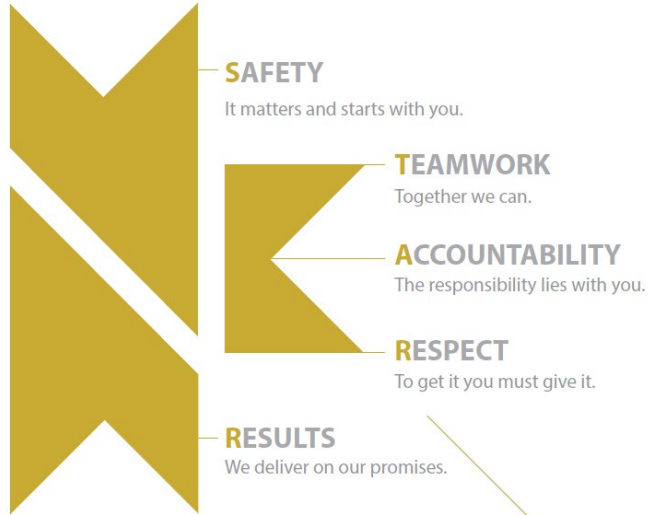 SAFETY
It matters and starts with you.
TEAMWORK
Together we can.
ACCOUNTABILITY
The responsibility lies with you.
RESPECT
To get it you must give it.
RESULTS
We deliver on our promises.